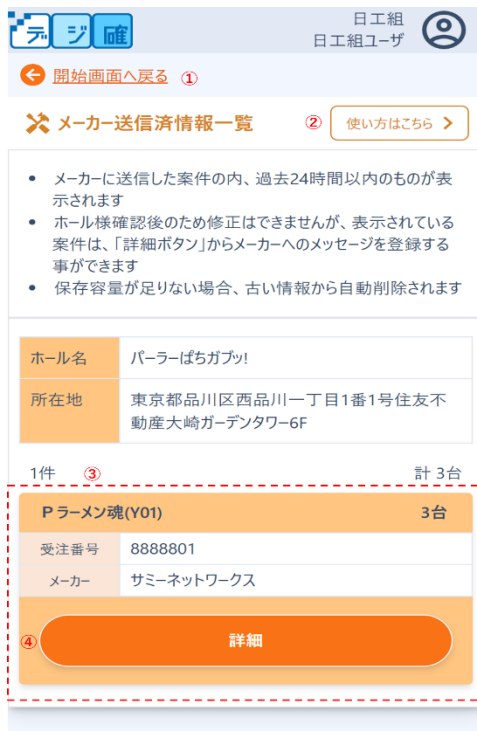 デジ確
日工組
日工組ユーザ
開始画面へ戻る ①
メーカー送信済情報一覧 ② 使い方はこちら
• メーカーに送信した案件の内、過去24時間以内のものが表
示されます
• ホール様確認後のため修正はできませんが、表示されている
案件は、「詳細ボタン」からメーカーへのメッセージを登録する
事ができます
• 保存容量が足りない場合、古い情報から自動削除されます
ホール名 パーラーぱちガブッ!
所在地 東京都品川区西品川一丁目1番1号住友不
動産大崎ガーデンタワー6F
1件 ③ 計 3台
P ラーメン魂(Y01) 3台
受注番号 8888801
メーカー サミーネットワークス
④ 詳細